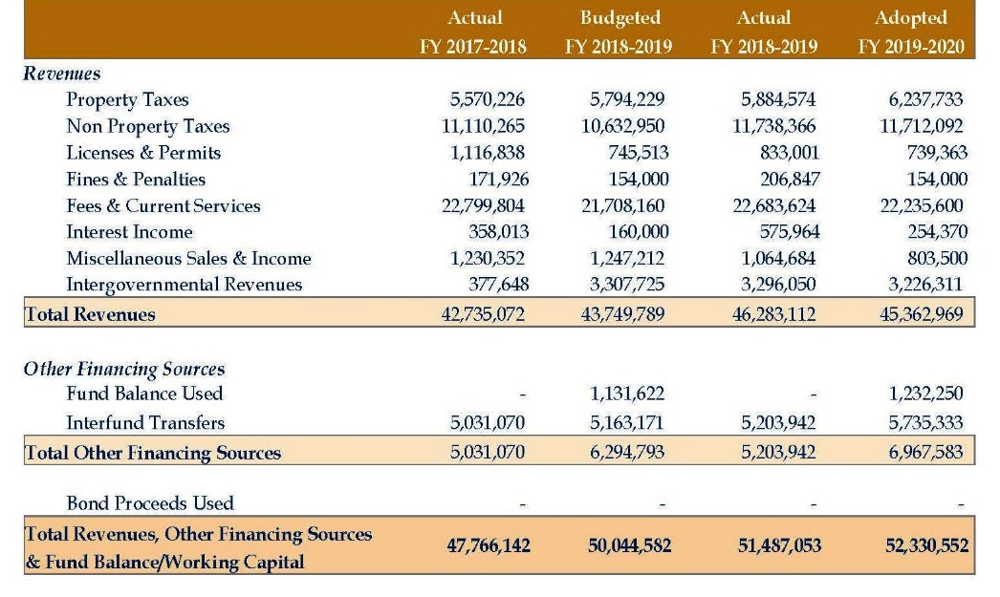 Actual Budgeted Actual Adopted
FY 2017-2018 FY 2018-2019 FY 2018-2019 FY 2019-2020
Revenues
Property Taxes 5,570,226 5,794,229 5,884,574 6,237,733
Non Property Taxes 11,110,265 10,632,950 11,738,366 11,712,092
Licenses & Permits 1,116,838 745,513 833,001 739,363
Fines & Penalties 171,926 154,000 206,847 154,000
Fees & Current Services 22,799,804 21,708,160 22,683,624 22,235,600
Interest Income 358,013 160,000 575,964 254,370
Miscellaneous Sales & Income 1,230,352 1,247,212 1,064,684 803,500
Intergovernmental Revenues 377,648 3,307,725 3,296,050 3,226,311
Total Revenues 42,735,072 43,749,789 46,283,112 45,362,969
Other Financing Sources
Fund Balance Used - 1,131,622 - 1,232,250
Interfund Transfers 5,031,070 5,163,171 5,203,942 5,735,333
Total Other Financing Sources 5,031,070 6,294,793 5,203,942 6,967,583
Bond Proceeds Used - - - -
Total Revenues, Other Financing Sources
& Fund Balance/Working Capital 47,766,142 50,044,582 51,487,053 52,330,552